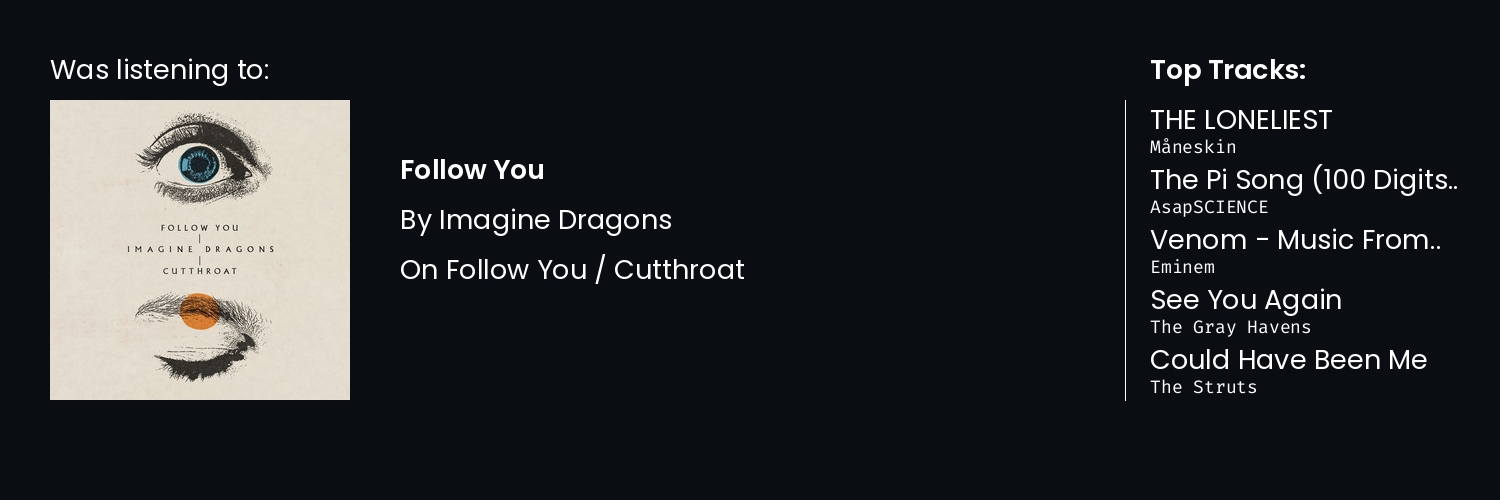 Was listening to:
FOLLOW YOU
IMAGINE DRAGONS
CUTTHROAT
Follow You
By Imagine Dragons
On Follow You / Cutthroat
Top Tracks:
THE LONELIEST
Måneskin
The Pi Song (100 Digits..
AsapSCIENCE
Venom - Music From..
Eminem
See You Again
The Gray Havens
Could Have Been Me
The Struts